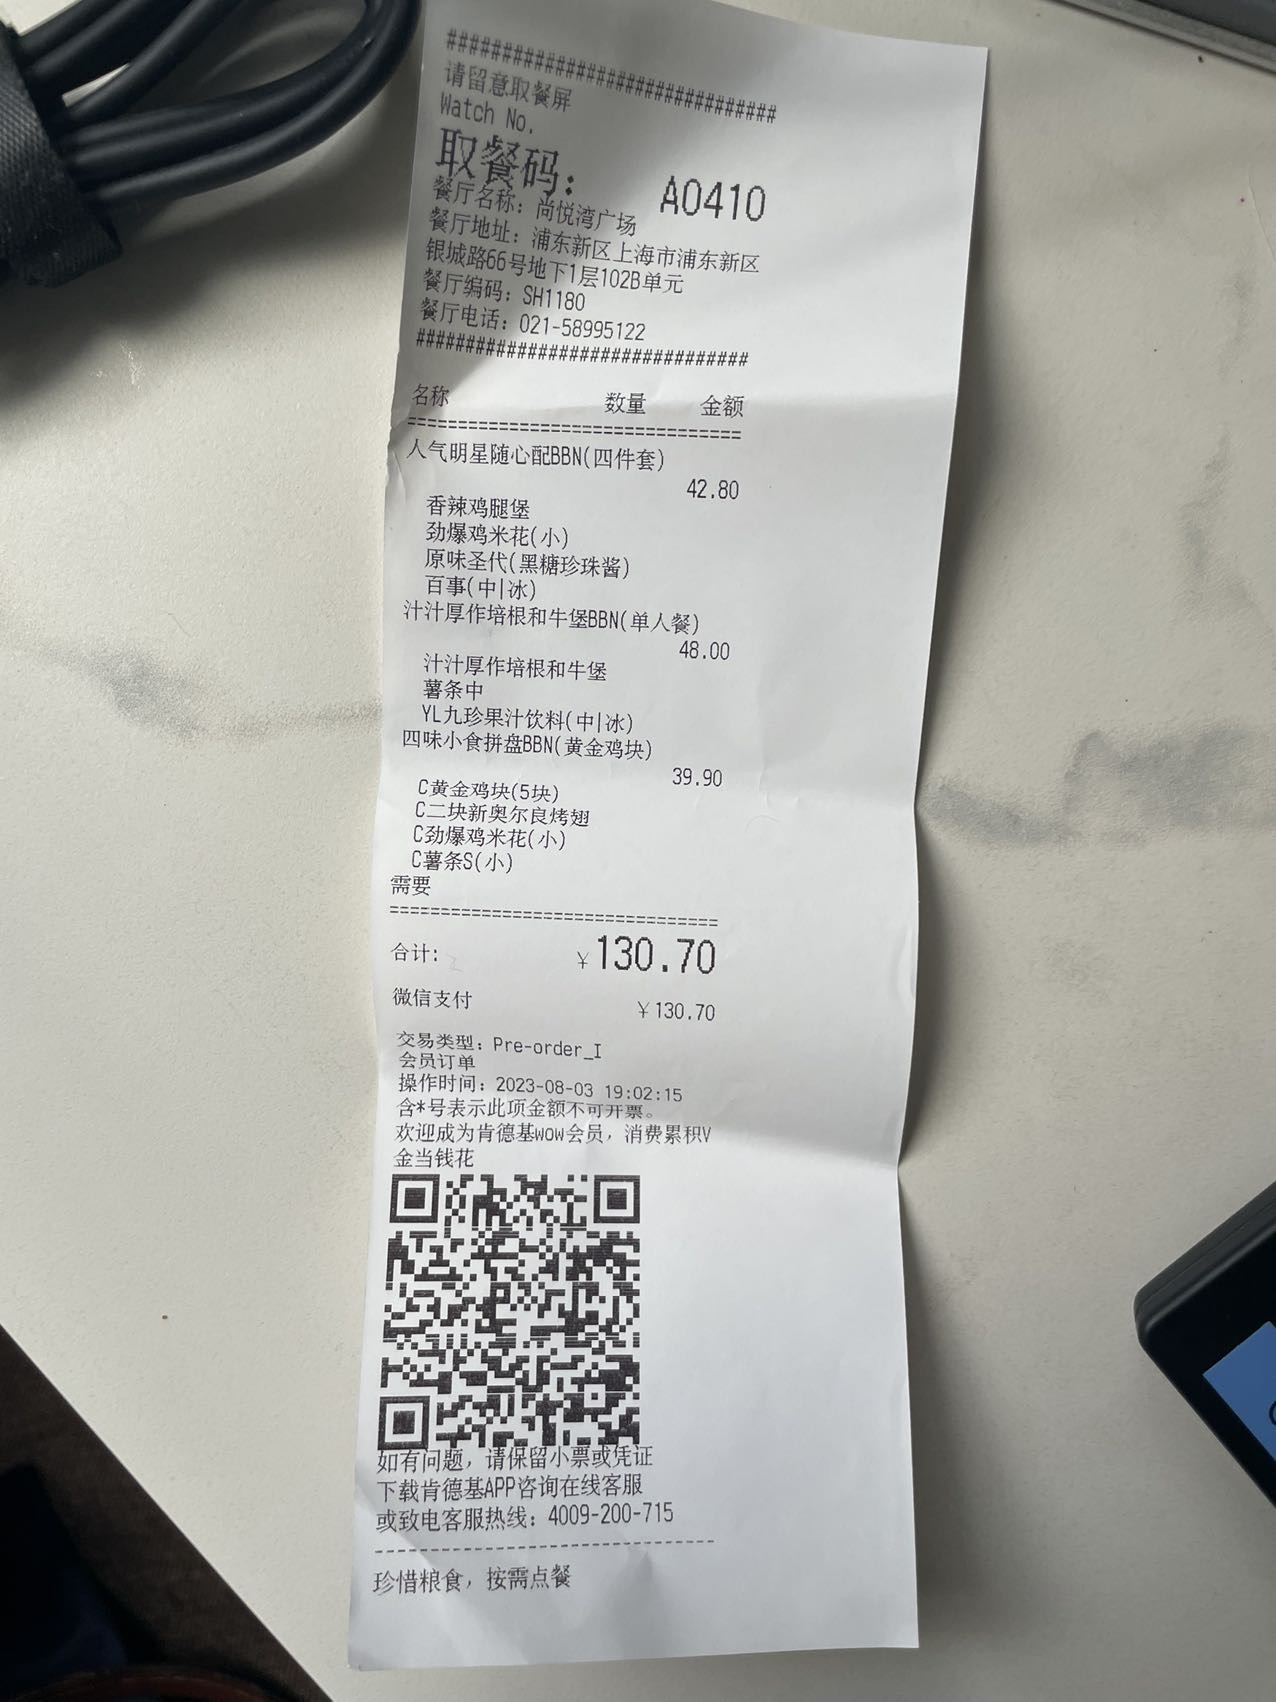 ##############################
请留意取餐屏
Watch No.
取餐码： A0410
餐厅名称：尚悦湾广场
餐厅地址：浦东新区上海市浦东新区
银城路66号地下1层102B单元
餐厅编码：SH1180
餐厅电话：021-58995122
##############################
名称 数量 金额
==============================
人气明星随心配BBN(四件套)
42.80
香辣鸡腿堡
劲爆鸡米花(小)
原味圣代(黑糖珍珠酱)
百事(中|冰)
汁汁厚作培根和牛堡BBN(单人餐)
48.00
汁汁厚作培根和牛堡
薯条中
YL九珍果汁饮料(中|冰)
四味小食拼盘BBN(黄金鸡块)
39.90
C黄金鸡块(5块)
C二块新奥尔良烤翅
C劲爆鸡米花(小)
C薯条S(小)
需要
==============================
合计: ￥130.70
微信支付 ￥130.70
交易类型：Pre-order_I
会员订单
操作时间：2023-08-03 19:02:15
含*号表示此项金额不可开票。
欢迎成为肯德基WOW会员，消费累积V
金当钱花
如有问题，请保留小票或凭证
下载肯德基APP咨询在线客服
或致电客服热线：4009-200-715
------------------------------
珍惜粮食，按需点餐